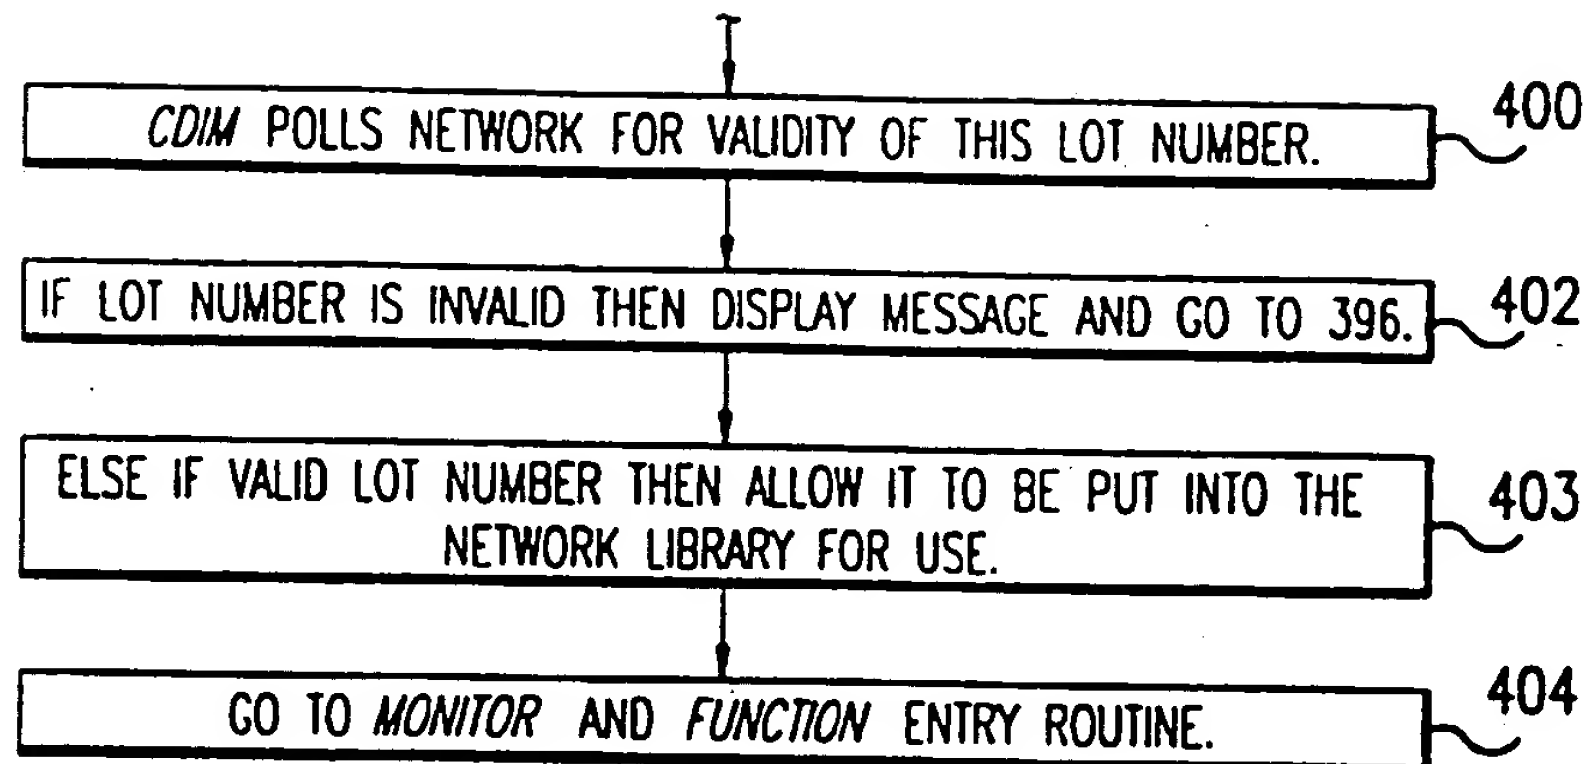 CDIM POLLS NETWORK FOR VALIDITY OF THIS LOT NUMBER.
400
IF LOT NUMBER IS INVALID THEN DISPLAY MESSAGE AND GO TO 396.
402
ELSE IF VALID LOT NUMBER THEN ALLOW IT TO BE PUT INTO THE
NETWORK LIBRARY FOR USE.
403
GO TO MONITOR AND FUNCTION ENTRY ROUTINE.
404